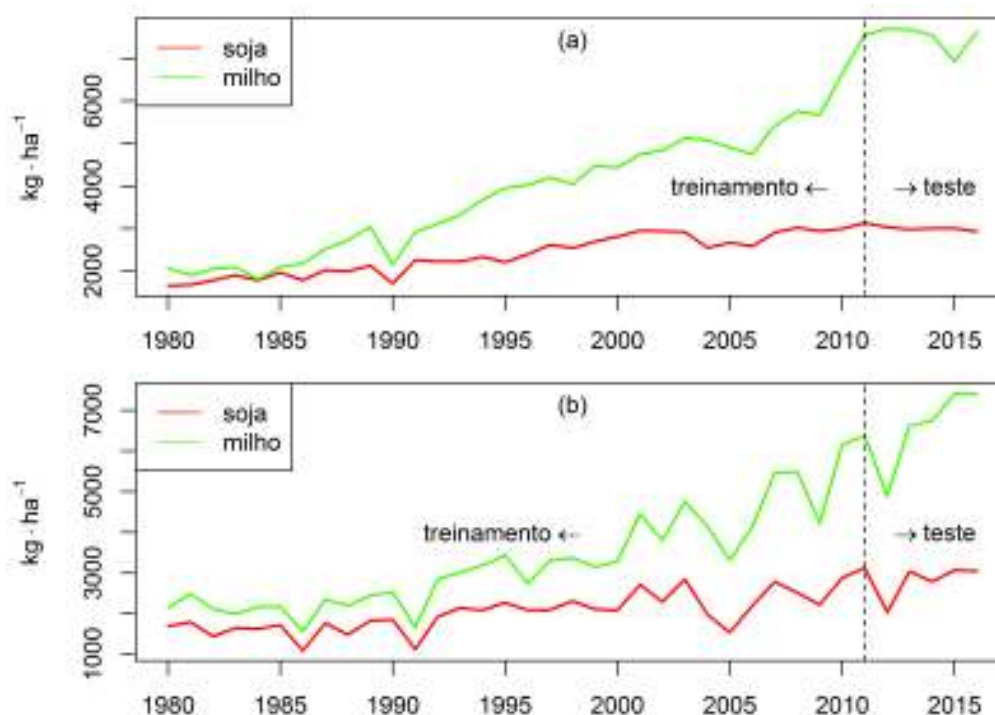 (a)
soja
milho
kg · ha⁻¹
2000 4000 6000
treinamento ← → teste
1980 1985 1990 1995 2000 2005 2010 2015
(b)
soja
milho
kg · ha⁻¹
1000 3000 5000 7000
treinamento ← → teste
1980 1985 1990 1995 2000 2005 2010 2015